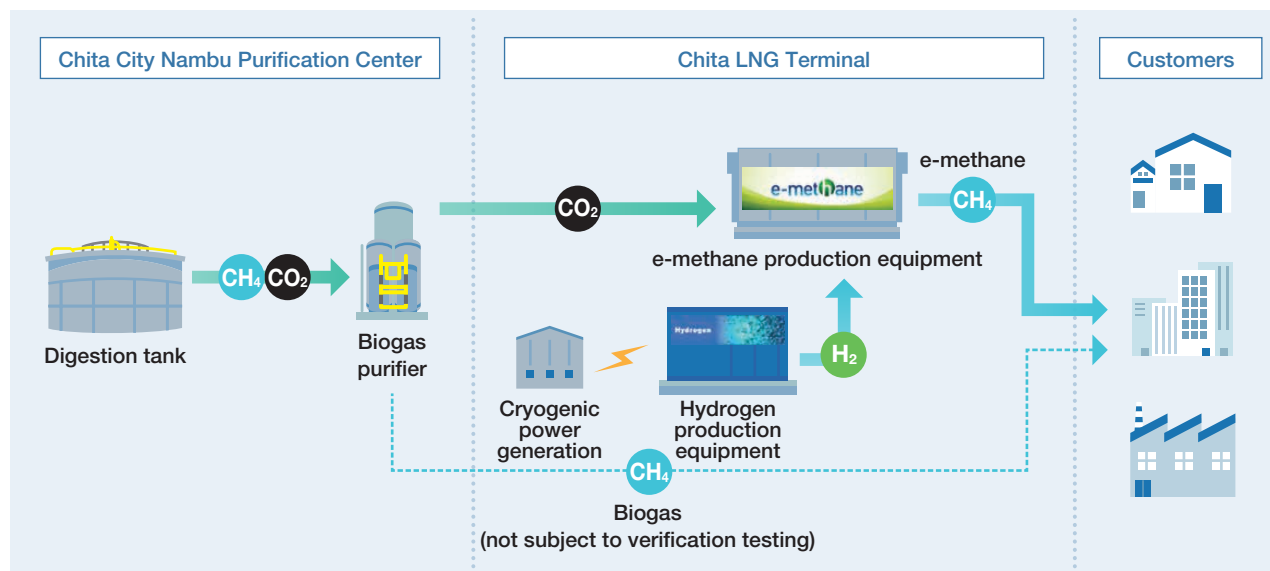 Chita City Nambu Purification Center
Chita LNG Terminal
Customers
Digestion tank
CH₄
CO₂
Biogas
purifier
CO₂
e-methane
e-methane production equipment
e-methane
CH₄
Cryogenic
power
generation
Hydrogen
Hydrogen
production
equipment
H₂
CH₄
Biogas
(not subject to verification testing)